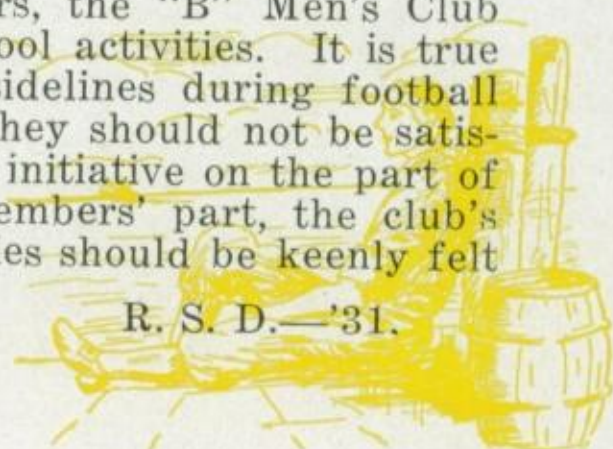 rs, the "B" Men's Club
ool activities. It is true
idelines during football
hey should not be satis-
initiative on the part of
embers' part, the club's
es should be keenly felt
R. S. D.—'31.